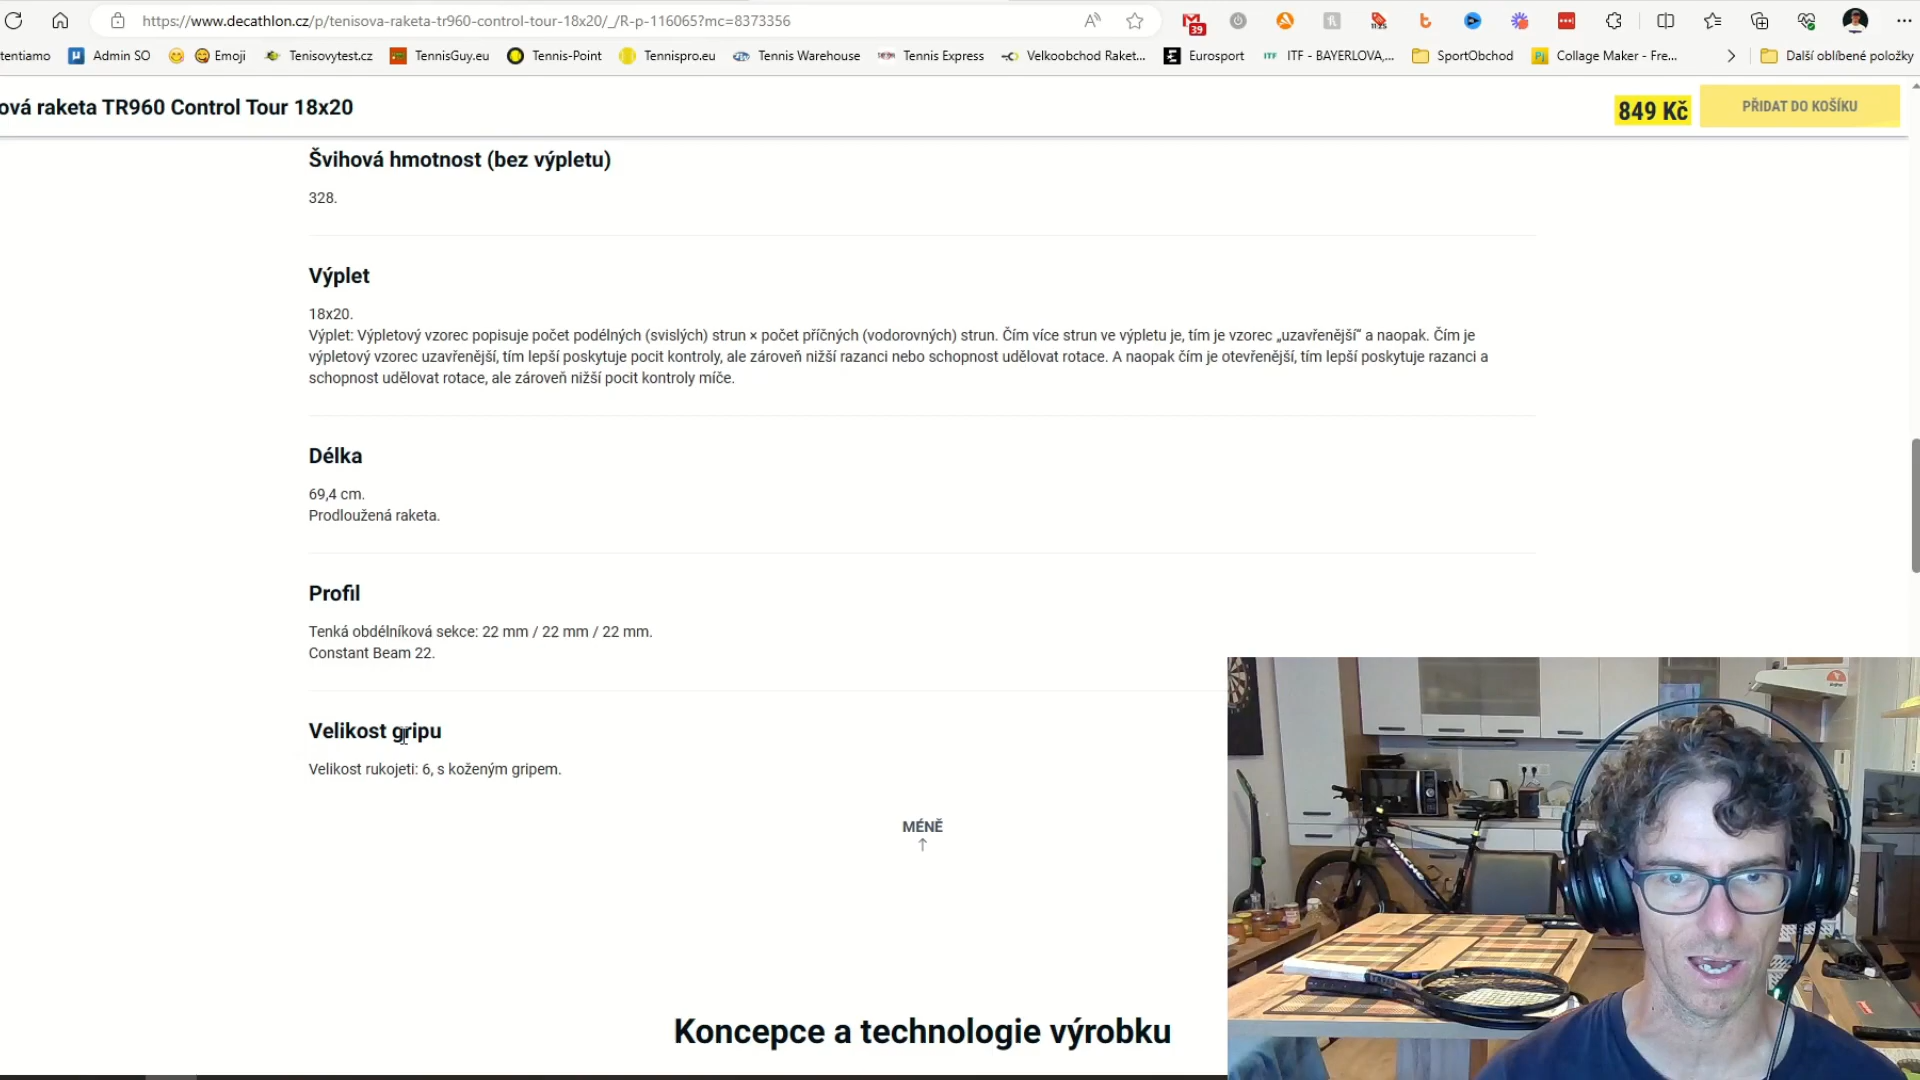 https://www.decathlon.cz/p/tenisova-raketa-tr960-control-tour-18x20/_/R-p-116065?mc=8373356
39
11.25
tentiamo
Admin SO
Emoji
Tenisovytest.cz
TennisGuy.eu
Tennis-Point
Tennispro.eu
Tennis Warehouse
Tennis Express
Velkoobchod Raket...
Eurosport
ITF - BAYERLOVA,...
SportObchod
Collage Maker - Fre...
Další oblíbené položky
ová raketa TR960 Control Tour 18x20
849 Kč
PŘIDAT DO KOŠÍKU
Švihová hmotnost (bez výpletu)
328.
Výplet
18x20.
Výplet: Výpletový vzorec popisuje počet podélných (svislých) strun × počet příčných (vodorovných) strun. Čím více strun ve výpletu je, tím je vzorec „uzavřenější“ a naopak. Čím je
výpletový vzorec uzavřenější, tím lepší poskytuje pocit kontroly, ale zároveň nižší razanci nebo schopnost udělovat rotace. A naopak čím je otevřenější, tím lepší poskytuje razanci a
schopnost udělovat rotace, ale zároveň nižší pocit kontroly míče.
Délka
69,4 cm.
Prodloužená raketa.
Profil
Tenká obdélníková sekce: 22 mm / 22 mm / 22 mm.
Constant Beam 22.
Velikost gripu
Velikost rukojeti: 6, s koženým gripem.
MÉNĚ
Koncepce a technologie výrobku
APACHE